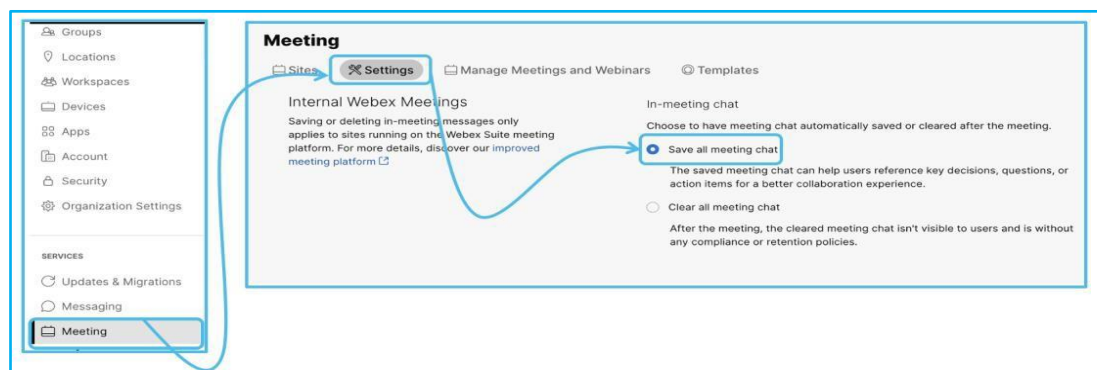 Groups
Locations
Workspaces
Devices
Apps
Account
Security
Organization Settings
SERVICES
Updates & Migrations
Messaging
Meeting
Meeting
Sites
Settings
Manage Meetings and Webinars
Templates
Internal Webex Meetings
Saving or deleting in-meeting messages only
applies to sites running on the Webex Suite meeting
platform. For more details, discover our improved
meeting platform
In-meeting chat
Choose to have meeting chat automatically saved or cleared after the meeting.
Save all meeting chat
The saved meeting chat can help users reference key decisions, questions, or
action items for a better collaboration experience.
Clear all meeting chat
After the meeting, the cleared meeting chat isn't visible to users and is without
any compliance or retention policies.